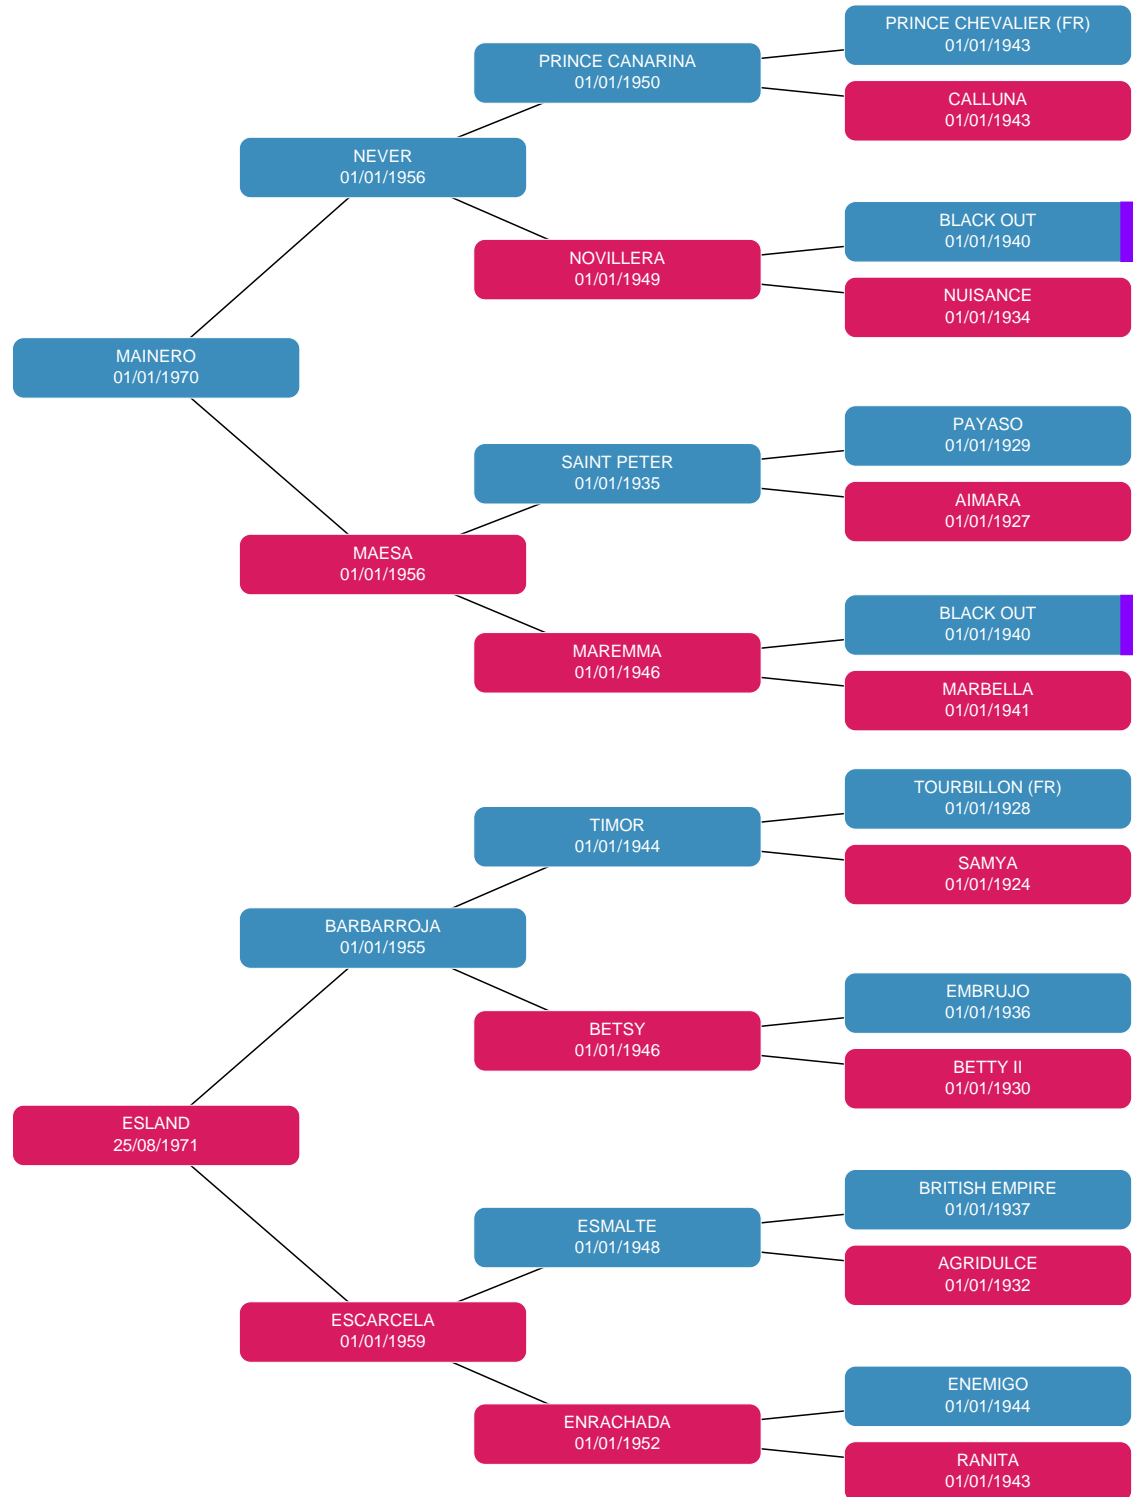 PRINCE CHEVALIER (FR)
01/01/1943
PRINCE CANARINA
01/01/1950
CALLUNA
01/01/1943
NEVER
01/01/1956
BLACK OUT
01/01/1940
NOVILLERA
01/01/1949
NUISANCE
01/01/1934
MAINERO
01/01/1970
PAYASO
01/01/1929
SAINT PETER
01/01/1935
AIMARA
01/01/1927
MAESA
01/01/1956
BLACK OUT
01/01/1940
MAREMMA
01/01/1946
MARBELLA
01/01/1941
TOURBILLON (FR)
01/01/1928
TIMOR
01/01/1944
SAMYA
01/01/1924
BARBARROJA
01/01/1955
EMBRUJO
01/01/1936
BETSY
01/01/1946
BETTY II
01/01/1930
ESLAND
25/08/1971
BRITISH EMPIRE
01/01/1937
ESMALTE
01/01/1948
AGRIDULCE
01/01/1932
ESCARCELA
01/01/1959
ENEMIGO
01/01/1944
ENRACHADA
01/01/1952
RANITA
01/01/1943